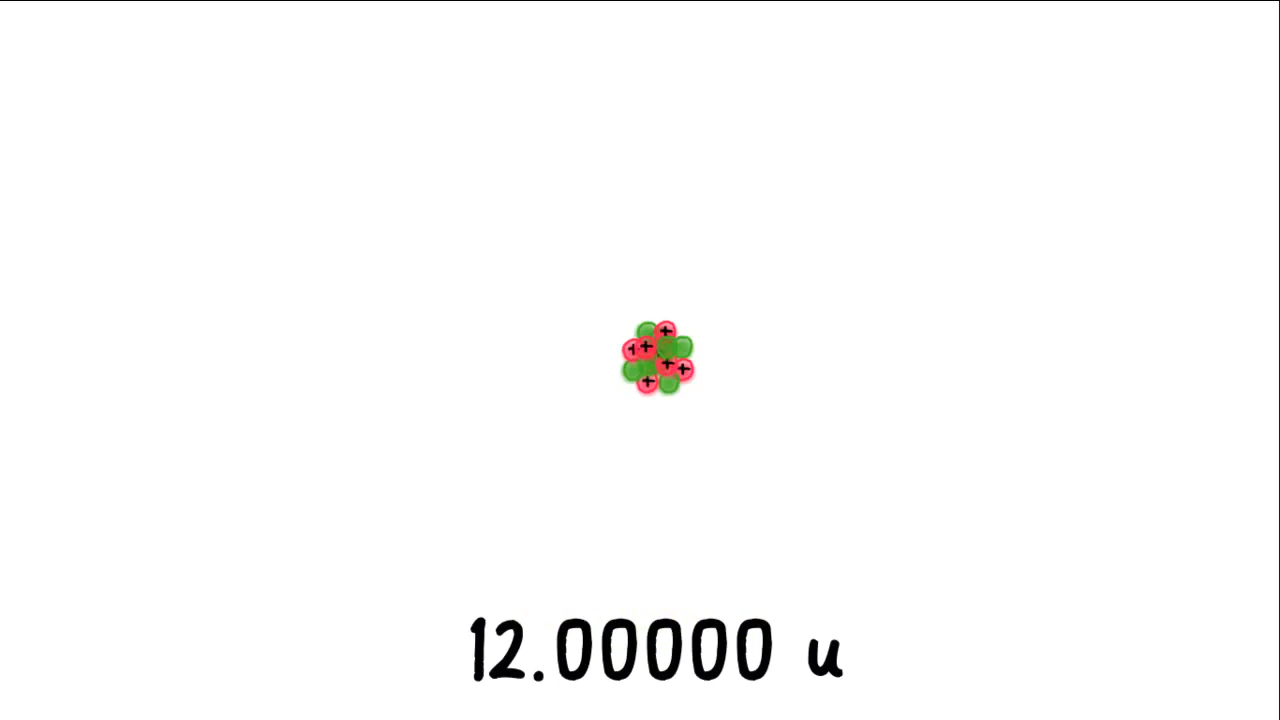 +
+ +
+ +
+
12.00000 u